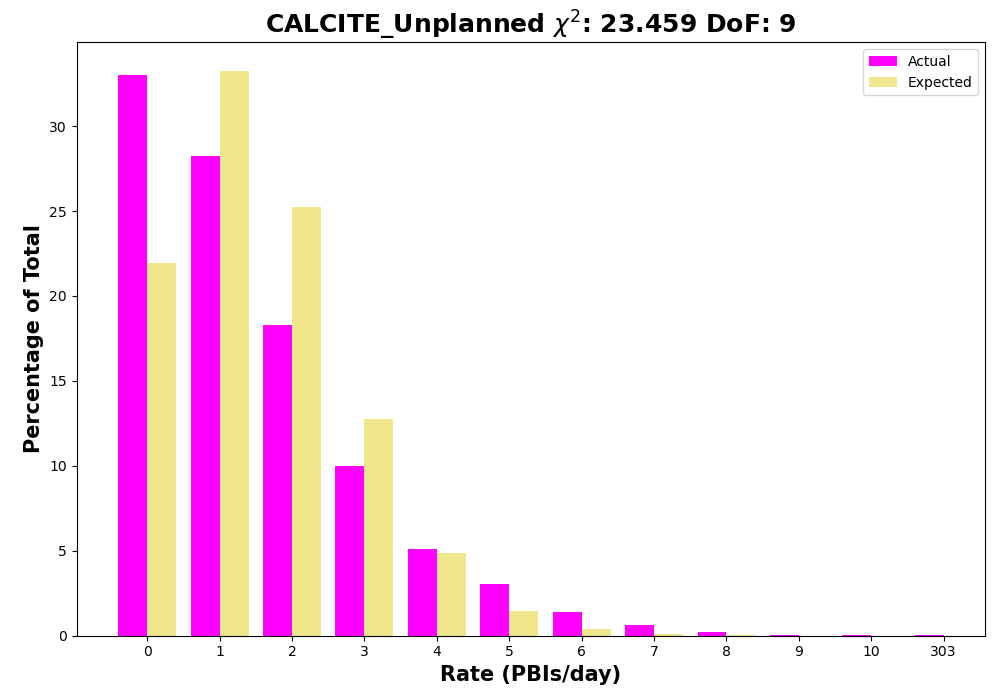 CALCITE_Unplanned χ²: 23.459 DoF: 9
Actual
Expected
Percentage of Total
30
25
20
15
10
5
0
0 1 2 3 4 5 6 7 8 9 10 303
Rate (PBIs/day)